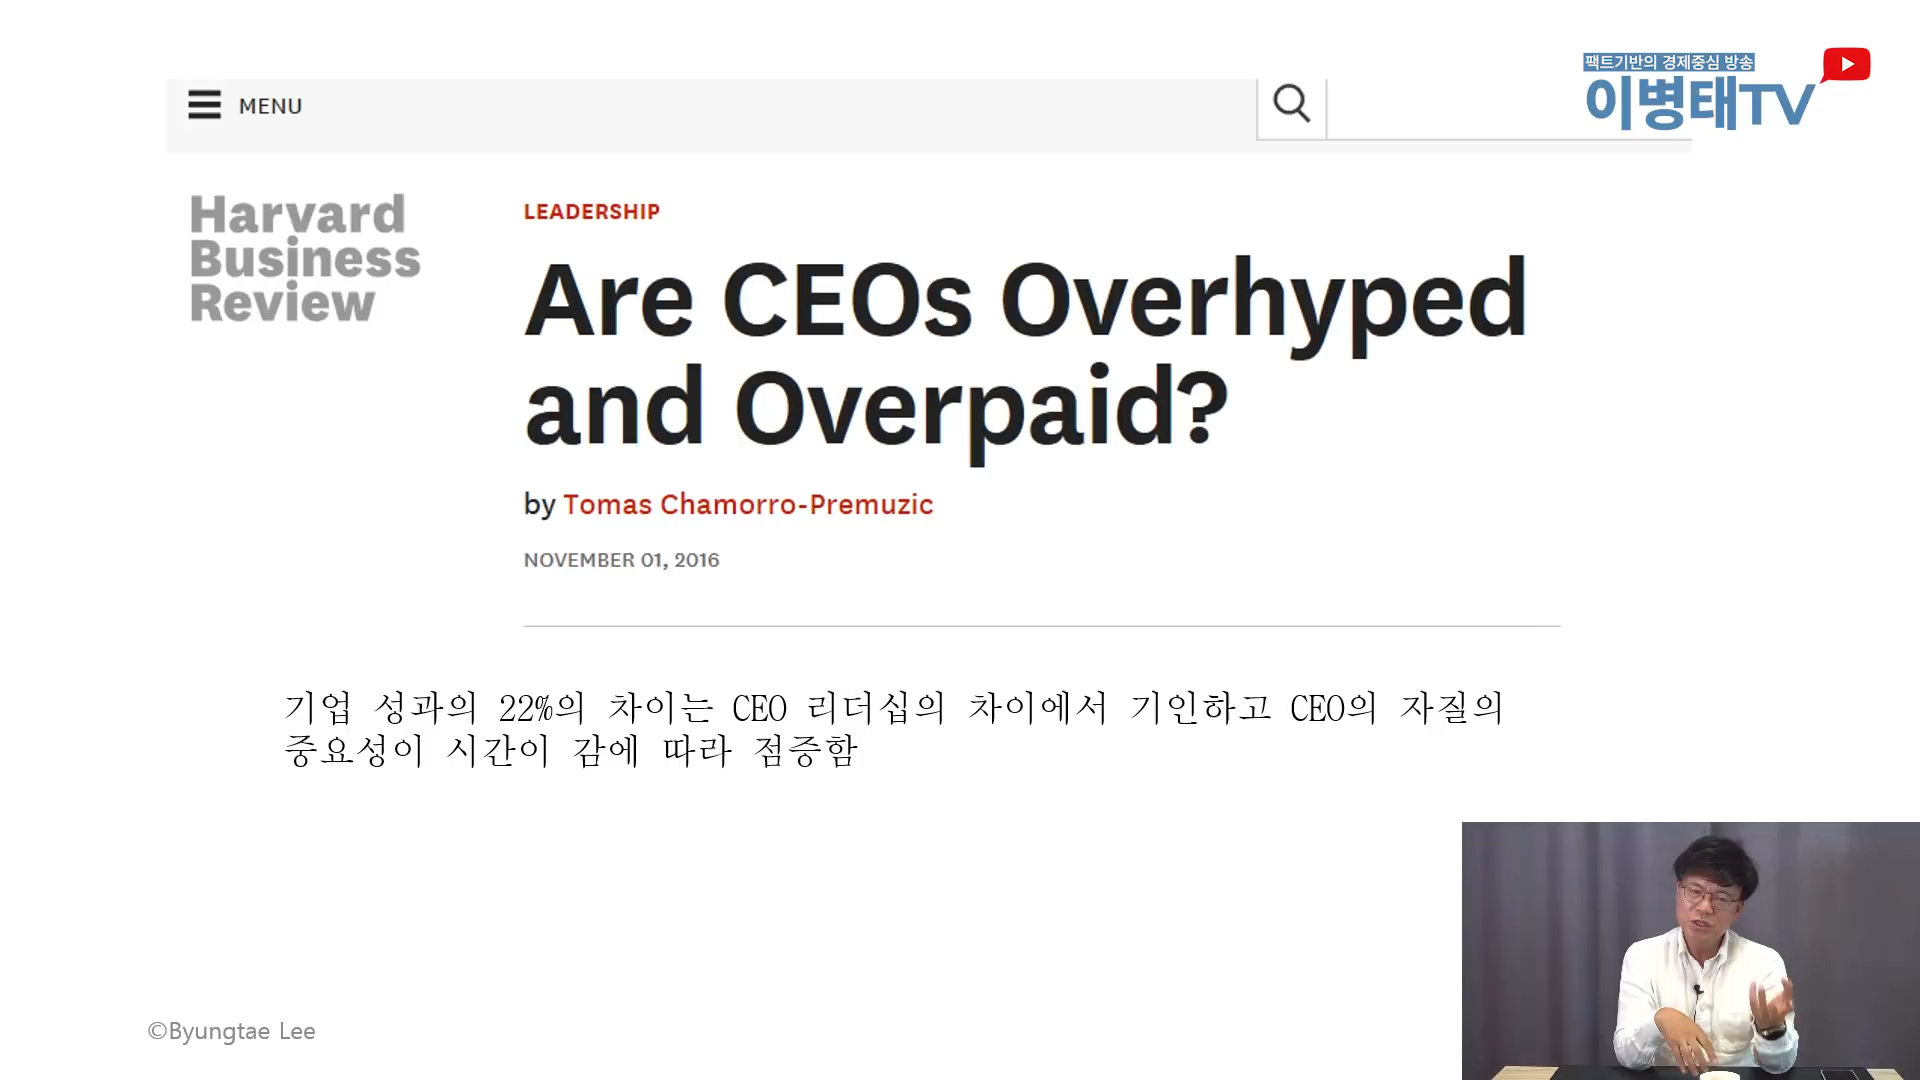 팩트기반의 경제중심 방송
이병태TV
MENU
Harvard
Business
Review
LEADERSHIP
Are CEOs Overhyped
and Overpaid?
by Tomas Chamorro-Premuzic
NOVEMBER 01, 2016
기업 성과의 22%의 차이는 CEO 리더십의 차이에서 기인하고 CEO의 자질의
중요성이 시간이 감에 따라 점증함
©Byungtae Lee